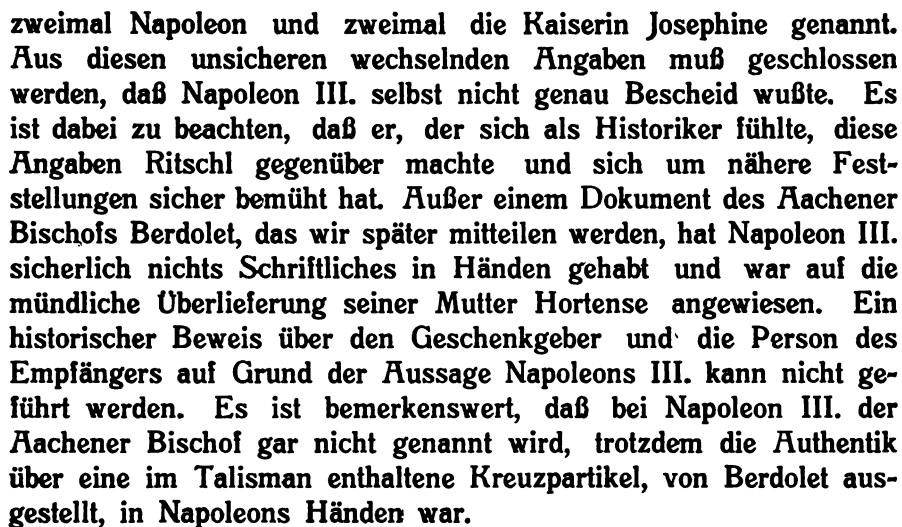 zweimal Napoleon und zweimal die Kaiserin Josephine genannt.
Aus diesen unsicheren wechselnden Angaben muß geschlossen
werden, daß Napoleon III. selbst nicht genau Bescheid wußte. Es
ist dabei zu beachten, daß er, der sich als Historiker fühlte, diese
Angaben Ritschl gegenüber machte und sich um nähere Fest-
stellungen sicher bemüht hat. Außer einem Dokument des Aachener
Bischofs Berdolet, das wir später mitteilen werden, hat Napoleon III.
sicherlich nichts Schriftliches in Händen gehabt und war auf die
mündliche Überlieferung seiner Mutter Hortense angewiesen. Ein
historischer Beweis über den Geschenkgeber und die Person des
Empfängers auf Grund der Aussage Napoleons III. kann nicht ge-
führt werden. Es ist bemerkenswert, daß bei Napoleon III. der
Aachener Bischof gar nicht genannt wird, trotzdem die Authentik
über eine im Talisman enthaltene Kreuzpartikel, von Berdolet aus-
gestellt, in Napoleons Händen war.